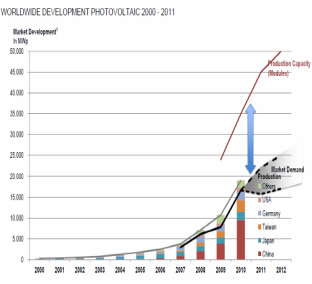 WORLDWIDE DEVELOPMENT PHOTOVOLTAIC 2000 - 2011
Market Development
in MWp
50.000
45.000
40.000
35.000
30.000
25.000
20.000
15.000
10.000
5.000
0
Production Capacity
(Modules)
Market Demand
Production
Others
USA
Germany
Taiwan
Japan
China
2000 2001 2002 2003 2004 2005 2006 2007 2008 2009 2010 2011 2012